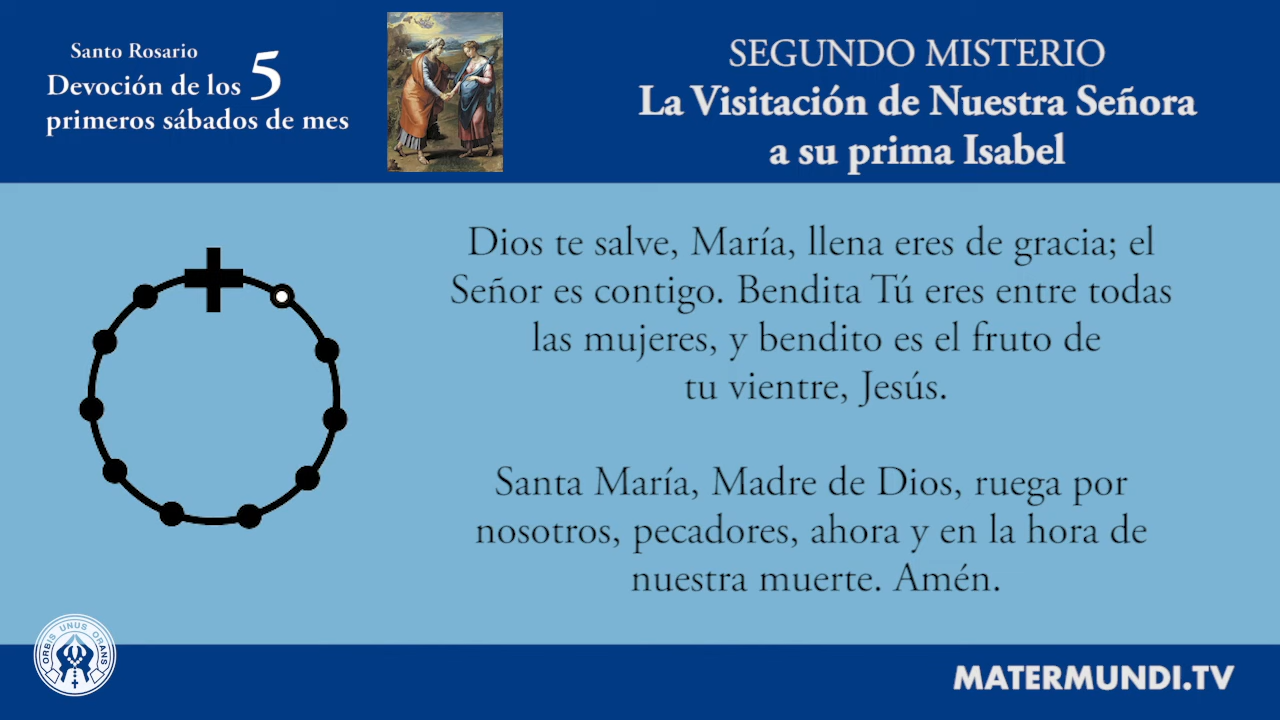 Santo Rosario
Devoción de los 5
primeros sábados de mes
SEGUNDO MISTERIO
La Visitación de Nuestra Señora
a su prima Isabel
Dios te salve, María, llena eres de gracia; el
Señor es contigo. Bendita Tú eres entre todas
las mujeres, y bendito es el fruto de
tu vientre, Jesús.
Santa María, Madre de Dios, ruega por
nosotros, pecadores, ahora y en la hora de
nuestra muerte. Amén.
ORBIS UNUS ORANS
MATERMUNDI.TV